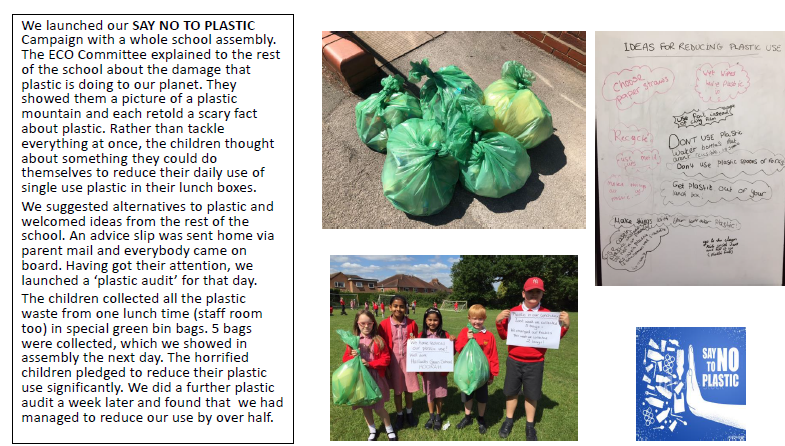 We launched our SAY NO TO PLASTIC
Campaign with a whole school assembly.
The ECO Committee explained to the rest
of the school about the damage that
plastic is doing to our planet. They
showed them a picture of a plastic
mountain and each retold a scary fact
about plastic. Rather than tackle
everything at once, the children thought
about something they could do
themselves to reduce their daily use of
single use plastic in their lunch boxes.
We suggested alternatives to plastic and
welcomed ideas from the rest of the
school. An advice slip was sent home via
parent mail and everybody came on
board. Having got their attention, we
launched a ‘plastic audit’ for that day.
The children collected all the plastic
waste from one lunch time (staff room
too) in special green bin bags. 5 bags
were collected, which we showed in
assembly the next day. The horrified
children pledged to reduce their plastic
use significantly. We did a further plastic
audit a week later and found that  we had
managed to reduce our use by over half.
IDEAS FOR REDUCING PLASTIC USE
Choose
paper straws
Recycle
DON'T USE Plastic
water bottles that
Don't use plastic spoons or forks
Get plastic out of your
lunch box
Make things
SAY
NO
TO
PLASTIC